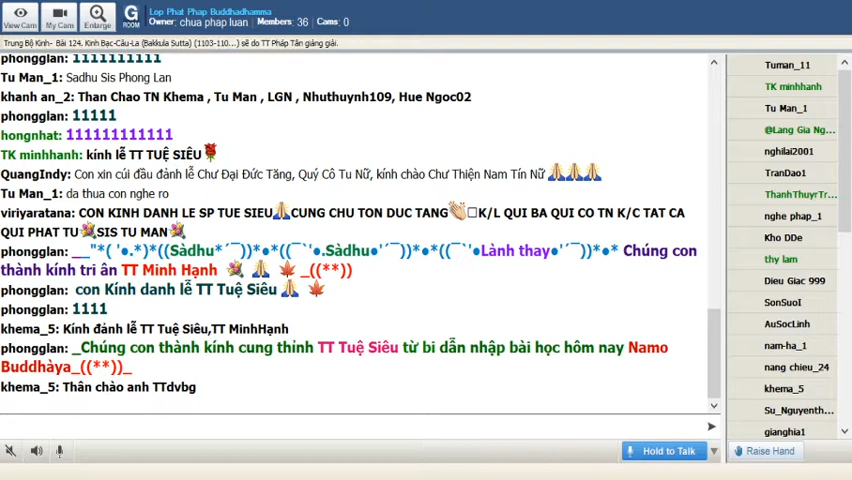 Lop Phat Phap Buddhadhamma
Owner: chua phap luan Members: 36 Cams: 0
View Cam
My Cam
Enlarge
G ROOM
Trung Bộ Kinh- Bài 124. Kinh Bạc-Câu-La (Bakkula Sutta) (1103-110...) sẽ do TT Pháp Tân giảng giải.
phongglan: 11111111111
Tu Man_1: Sadhu Sis Phong Lan
khanh an_2: Than Chao TN Khema , Tu Man , LGN , Nhuthuynh109, Hue Ngoc02
phongglan: 11111
hongnhat: 111111111111
TK minhhanh: kính lễ TT TUỆ SIÊU🌹
QuangIndy: Con xin cúi đầu đảnh lễ Chư Đại Đức Tăng, Quý Cô Tu Nữ, kính chào Chư Thiện Nam Tín Nữ 🙏🙏🙏
Tu Man_1: da thua con nghe ro
viriyaratana: CON KINH DANH LE SP TUE SIEU🙏CUNG CHU TON DUC TANG👏□K/L QUI BA QUI CO TN K/C TAT CA
QUI PHAT TU💐SIS TU MAN💐
phongglan: __"*( '●.*)*((Sàdhu*´¯))*●*((¯`'●.Sàdhu●'´¯))*●*((¯`'●Lành thay●'´¯))*●* Chúng con
thành kính tri ân TT Minh Hạnh 💐 🙏 🍁 _((**))
phongglan: con Kính danh lễ TT Tuệ Siêu 🙏 🍁
phongglan: 1111
khema_5: Kính đảnh lễ TT Tuệ Siêu,TT MinhHạnh
phongglan: _Chúng con thành kính cung thỉnh TT Tuệ Siêu từ bi dẫn nhập bài học hôm nay Namo
Buddhàya_((**))_
khema_5: Thân chào anh TTdvbg
Hold to Talk
Tuman_11
TK minhhanh
Tu Man_1
@Lang Gia Ng...
nghilai2001
TranDao1
ThanhThuyrTr...
nghe phap_1
Kho DDe
thy lam
Dieu Giac 999
SonSuoI
AuSocLinh
nam-ha_1
nang chieu_24
khema_5
Su_Nguyenth...
gianghia1
Raise Hand